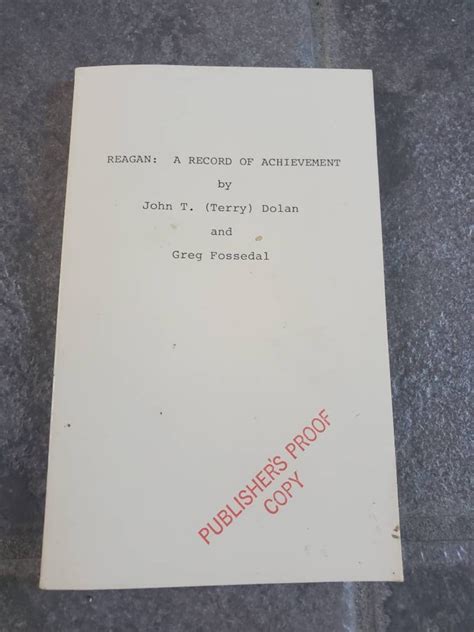 REAGAN: A RECORD OF ACHIEVEMENT
by
John T. (Terry) Dolan
and
Greg Fossedal
PUBLISHER'S PROOF
COPY